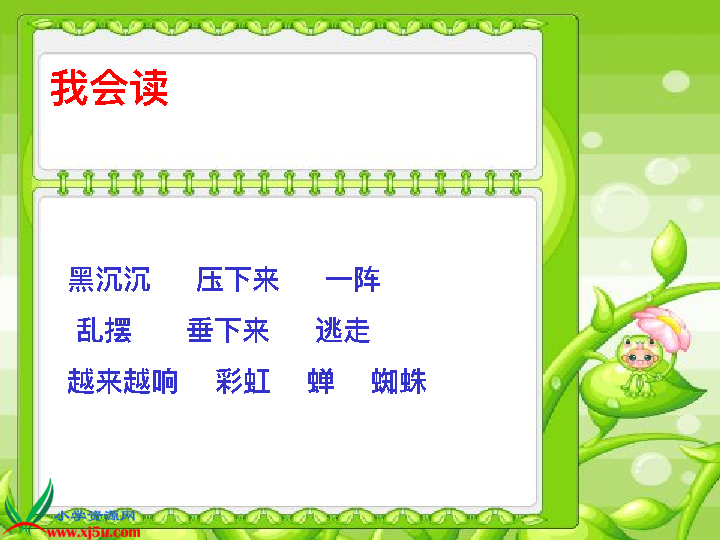 我会读
黑沉沉 压下来 一阵
乱摆 垂下来 逃走
越来越响 彩虹 蝉 蜘蛛
小学资源网
www.xj5u.com